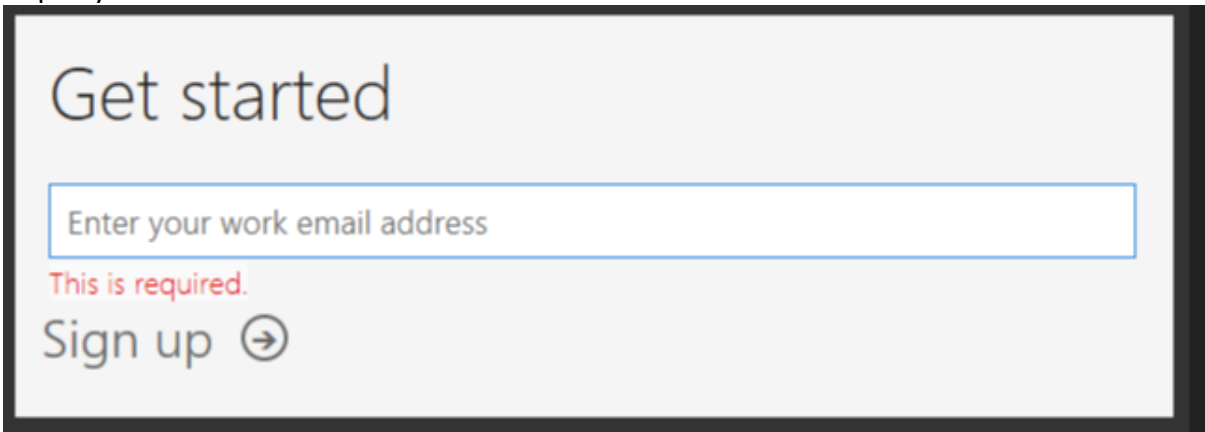 Get started
Enter your work email address
This is required.
Sign up